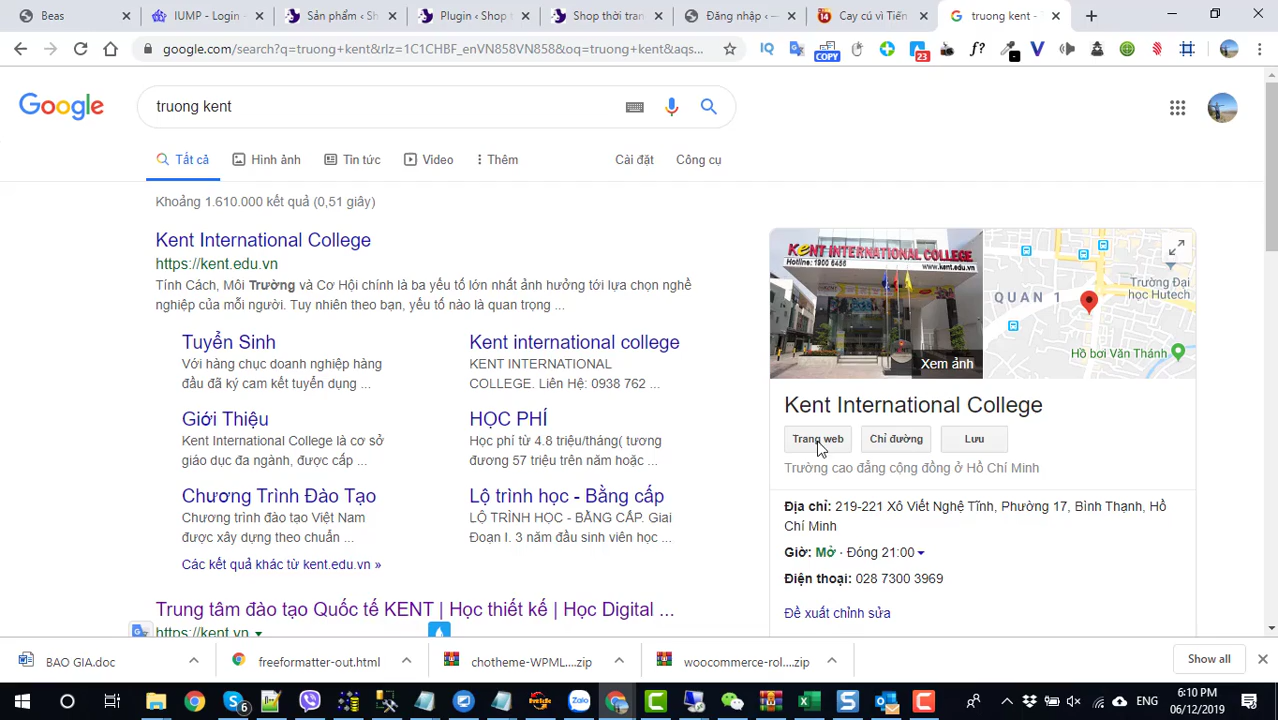 Beas
IUMP - Login -
Sản phẩm ‹ Sh
Plugin ‹ Shop t
Shop thời tran
Đăng nhập ‹ —
Cay cú vì Tiến
truong kent -
google.com/search?q=truong+kent&rlz=1C1CHBF_enVN858VN858&oq=truong+kent&aqs...
IQ
COPY
23
f?
V
Google
truong kent
Tất cả
Hình ảnh
Tin tức
Video
Thêm
Cài đặt
Công cụ
Khoảng 1.610.000 kết quả (0,51 giây)
Kent International College
https://kent.edu.vn
Tính Cách, Môi Trường và Cơ Hội chính là ba yếu tố lớn nhất ảnh hưởng tới lựa chọn nghề
nghiệp của mỗi người. Tuy nhiên theo bạn, yếu tố nào là quan trọng ...
Tuyển Sinh
Với hàng chục doanh nghiệp hàng
đầu đã ký cam kết tuyển dụng ...
Kent international college
KENT INTERNATIONAL
COLLEGE. Liên Hệ: 0938 762 ...
Giới Thiệu
Kent International College là cơ sở
giáo dục đa ngành, được cấp ...
HỌC PHÍ
Học phí từ 4.8 triệu/tháng( tương
đương 57 triệu trên năm hoặc ...
Chương Trình Đào Tạo
Chương trình đào tạo Việt Nam
được xây dựng theo chuẩn ...
Lộ trình học - Bằng cấp
LỘ TRÌNH HỌC - BẰNG CẤP. Giai
Đoạn I. 3 năm đầu sinh viên học ...
Các kết quả khác từ kent.edu.vn »
Trung tâm đào tạo Quốc tế KENT | Học thiết kế | Học Digital ...
https://kent.vn
KENT INTERNATIONAL COLLEGE
Hotline: 1900 6456
www.kent.edu.vn
Xem ảnh
QUAN 1
Trường Đại
học Hutech
Hồ bơi Văn Thánh
Kent International College
Trang web
Chỉ đường
Lưu
Trường cao đẳng cộng đồng ở Hồ Chí Minh
Địa chỉ: 219-221 Xô Viết Nghệ Tĩnh, Phường 17, Bình Thạnh, Hồ
Chí Minh
Giờ: Mở · Đóng 21:00
Điện thoại: 028 7300 3969
Đề xuất chỉnh sửa
BAO GIA.doc
freeformatter-out.html
chotheme-WPML....zip
woocommerce-rol....zip
Show all
6
Zalo
ENG
6:10 PM
06/12/2019